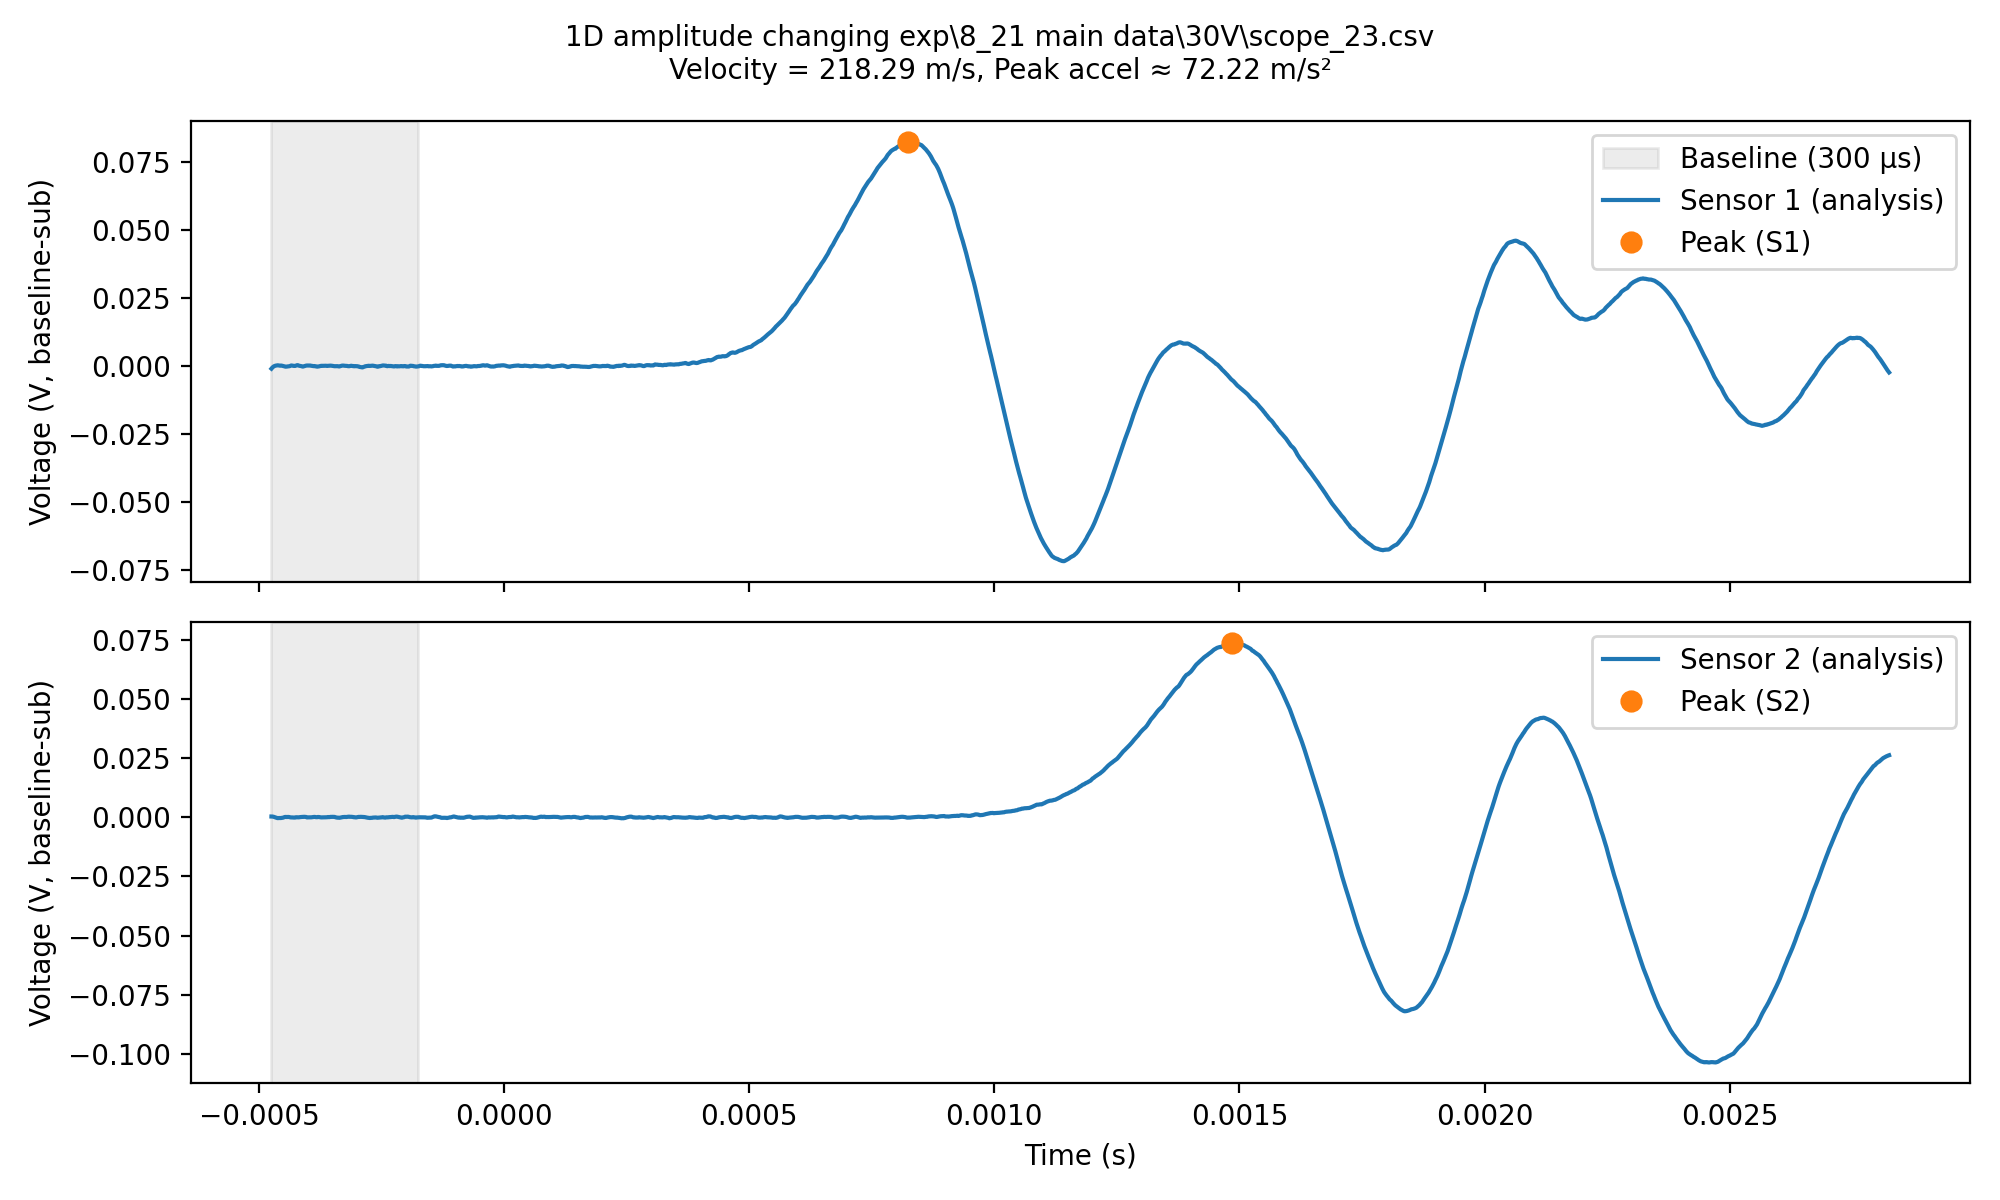 1D amplitude changing exp\8_21 main data\30V\scope_23.csv
Velocity = 218.29 m/s, Peak accel ≈ 72.22 m/s²
Voltage (V, baseline-sub)
0.075
0.050
0.025
0.000
−0.025
−0.050
−0.075
Baseline (300 µs)
Sensor 1 (analysis)
Peak (S1)
Voltage (V, baseline-sub)
0.075
0.050
0.025
0.000
−0.025
−0.050
−0.075
−0.100
Sensor 2 (analysis)
Peak (S2)
−0.0005 0.0000 0.0005 0.0010 0.0015 0.0020 0.0025
Time (s)